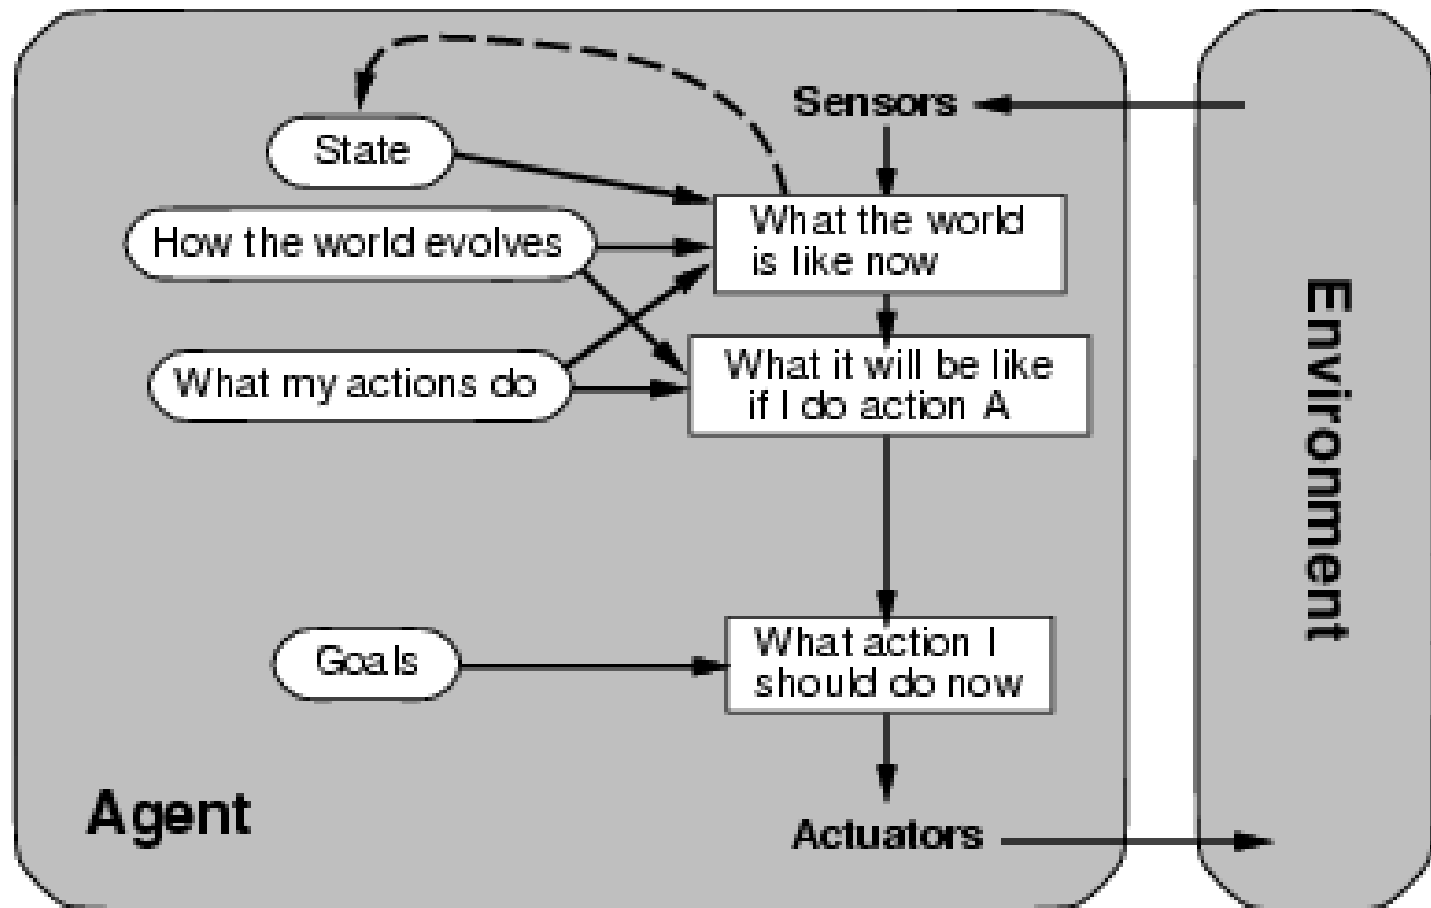 Sensors
State
What the world
is like now
How the world evolves
What my actions do
What it will be like
if I do action A
Goals
What action I
should do now
Agent
Actuators
Environment